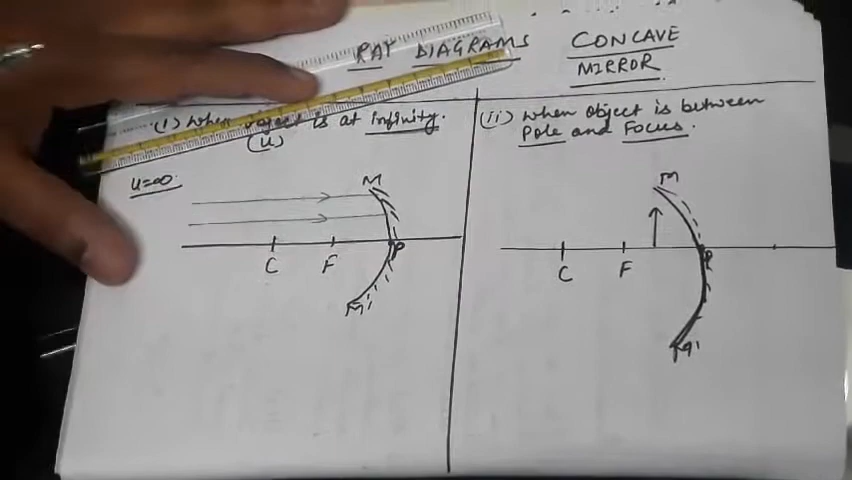 RAY DIAGRAMS
CONCAVE
MIRROR
(i) When object is at infinity.
(u)
u=∞
M
C
F
P
M'
(ii) When object is between
Pole and Focus.
M
C
F
P
M'